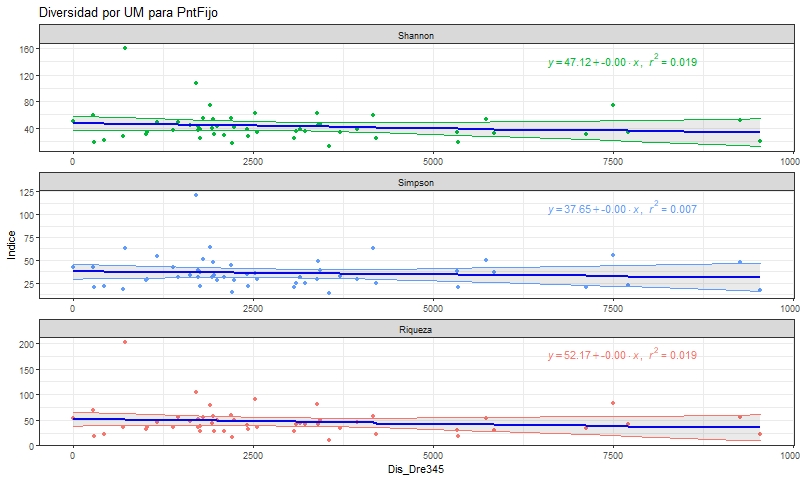 Diversidad por UM para PntFijo
Shannon
y = 47.12 + -0.00 · x, r² = 0.019
160
120
80
40
0 2500 5000 7500 1000
Simpson
y = 37.65 + -0.00 · x, r² = 0.007
125
100
75
50
25
0 2500 5000 7500 1000
Indice
Riqueza
y = 52.17 + -0.00 · x, r² = 0.019
200
150
100
50
0
0 2500 5000 7500 1000
Dis_Dre345